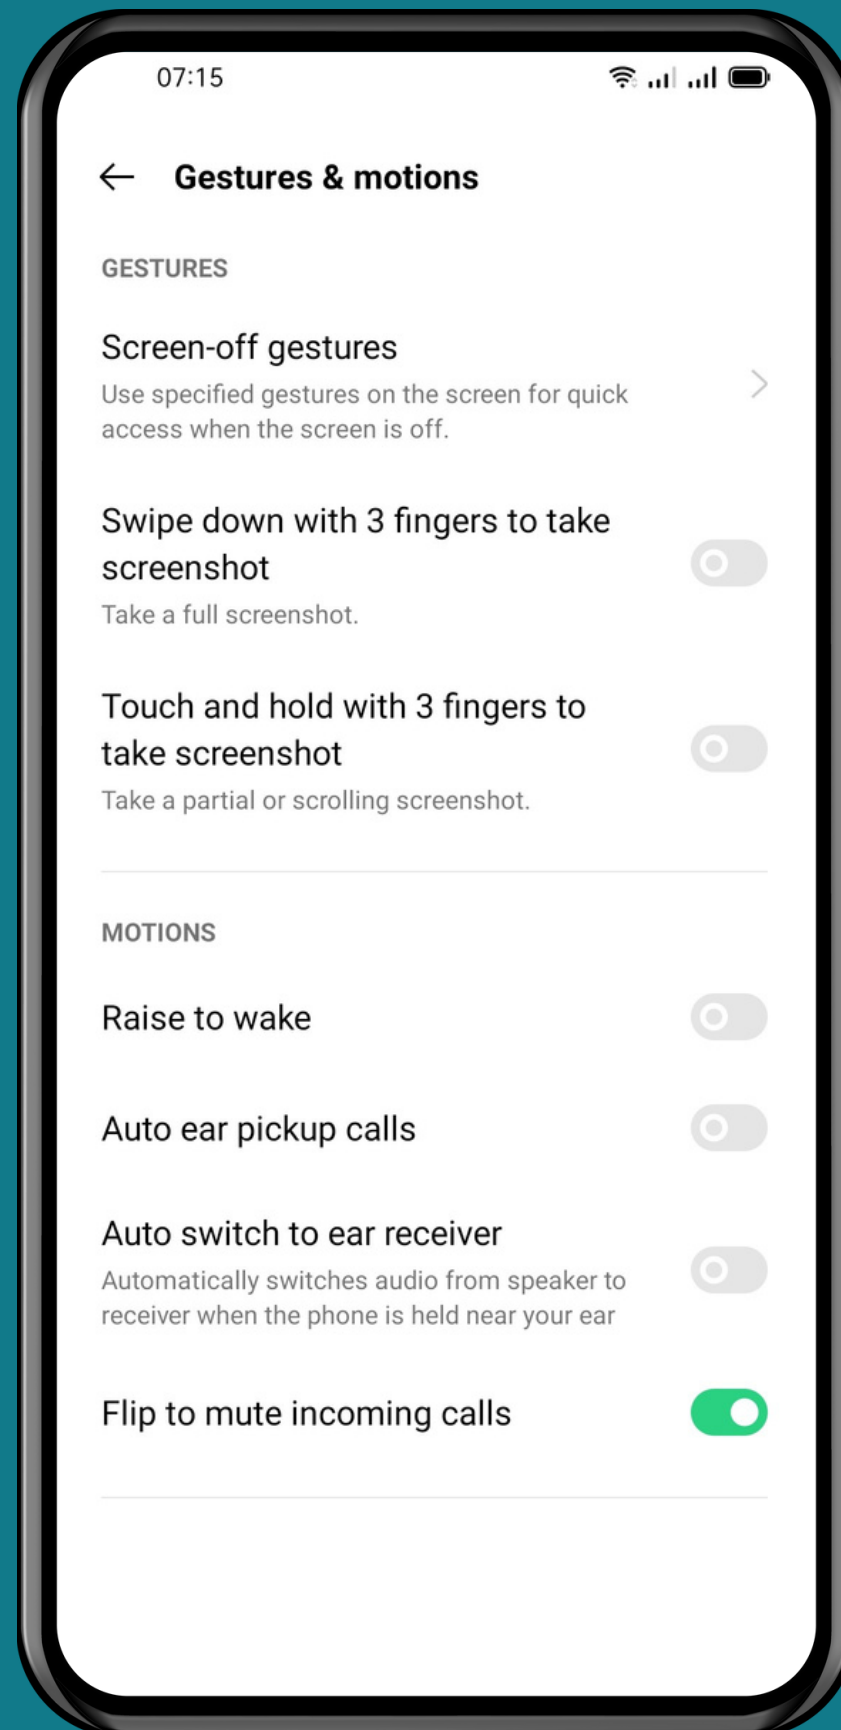 07:15
Gestures & motions
GESTURES
Screen-off gestures
Use specified gestures on the screen for quick
access when the screen is off.
Swipe down with 3 fingers to take
screenshot
Take a full screenshot.
Touch and hold with 3 fingers to
take screenshot
Take a partial or scrolling screenshot.
MOTIONS
Raise to wake
Auto ear pickup calls
Auto switch to ear receiver
Automatically switches audio from speaker to
receiver when the phone is held near your ear
Flip to mute incoming calls